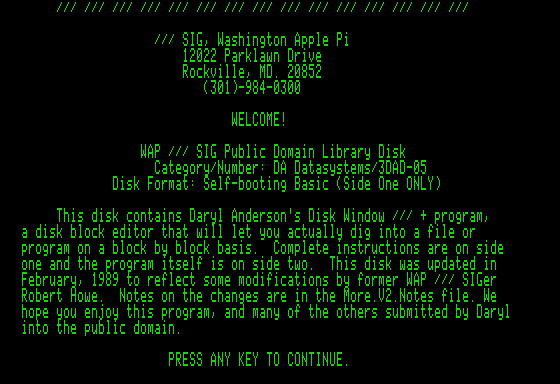 /// /// /// /// /// /// /// /// /// /// /// /// /// /// ///
/// SIG, Washington Apple Pi
12022 Parklawn Drive
Rockville, MD. 20852
(301)-984-0300
WELCOME!
WAP /// SIG Public Domain Library Disk
Category/Number: DA Datasystems/3DAD-05
Disk Format: Self-booting Basic (Side One ONLY)
This disk contains Daryl Anderson's Disk Window /// + program,
a disk block editor that will let you actually dig into a file or
program on a block by block basis.  Complete instructions are on side
one and the program itself is on side two.  This disk was updated in
February, 1989 to reflect some modifications by former WAP /// SIGer
Robert Howe.  Notes on the changes are in the More.V2.Notes file. We
hope you enjoy this program, and many of the others submitted by Daryl
into the public domain.
PRESS ANY KEY TO CONTINUE.